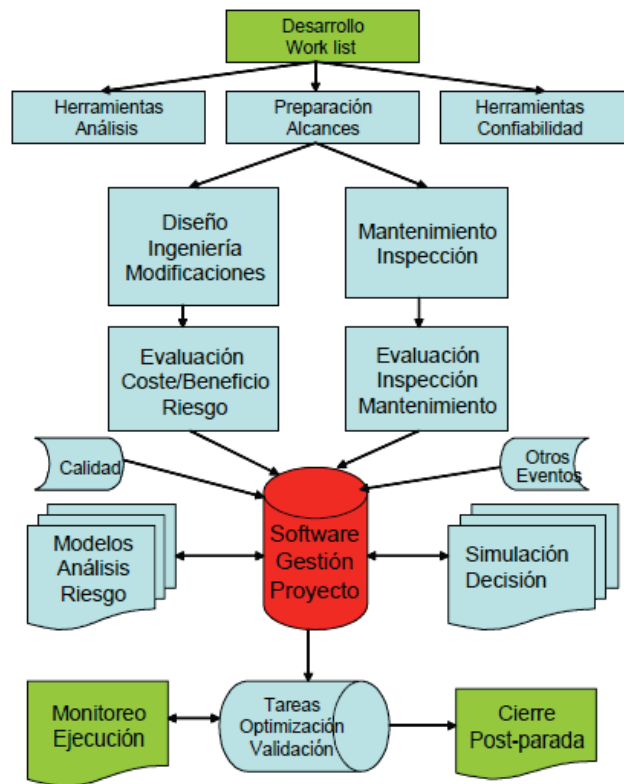 Desarrollo
Work list
Herramientas
Análisis
Preparación
Alcances
Herramientas
Confiabilidad
Diseño
Ingeniería
Modificaciones
Mantenimiento
Inspección
Evaluación
Coste/Beneficio
Riesgo
Evaluación
Inspección
Mantenimiento
Calidad
Otros
Eventos
Modelos
Análisis
Riesgo
Software
Gestión
Proyecto
Simulación
Decisión
Monitoreo
Ejecución
Tareas
Optimización
Validación
Cierre
Post-parada